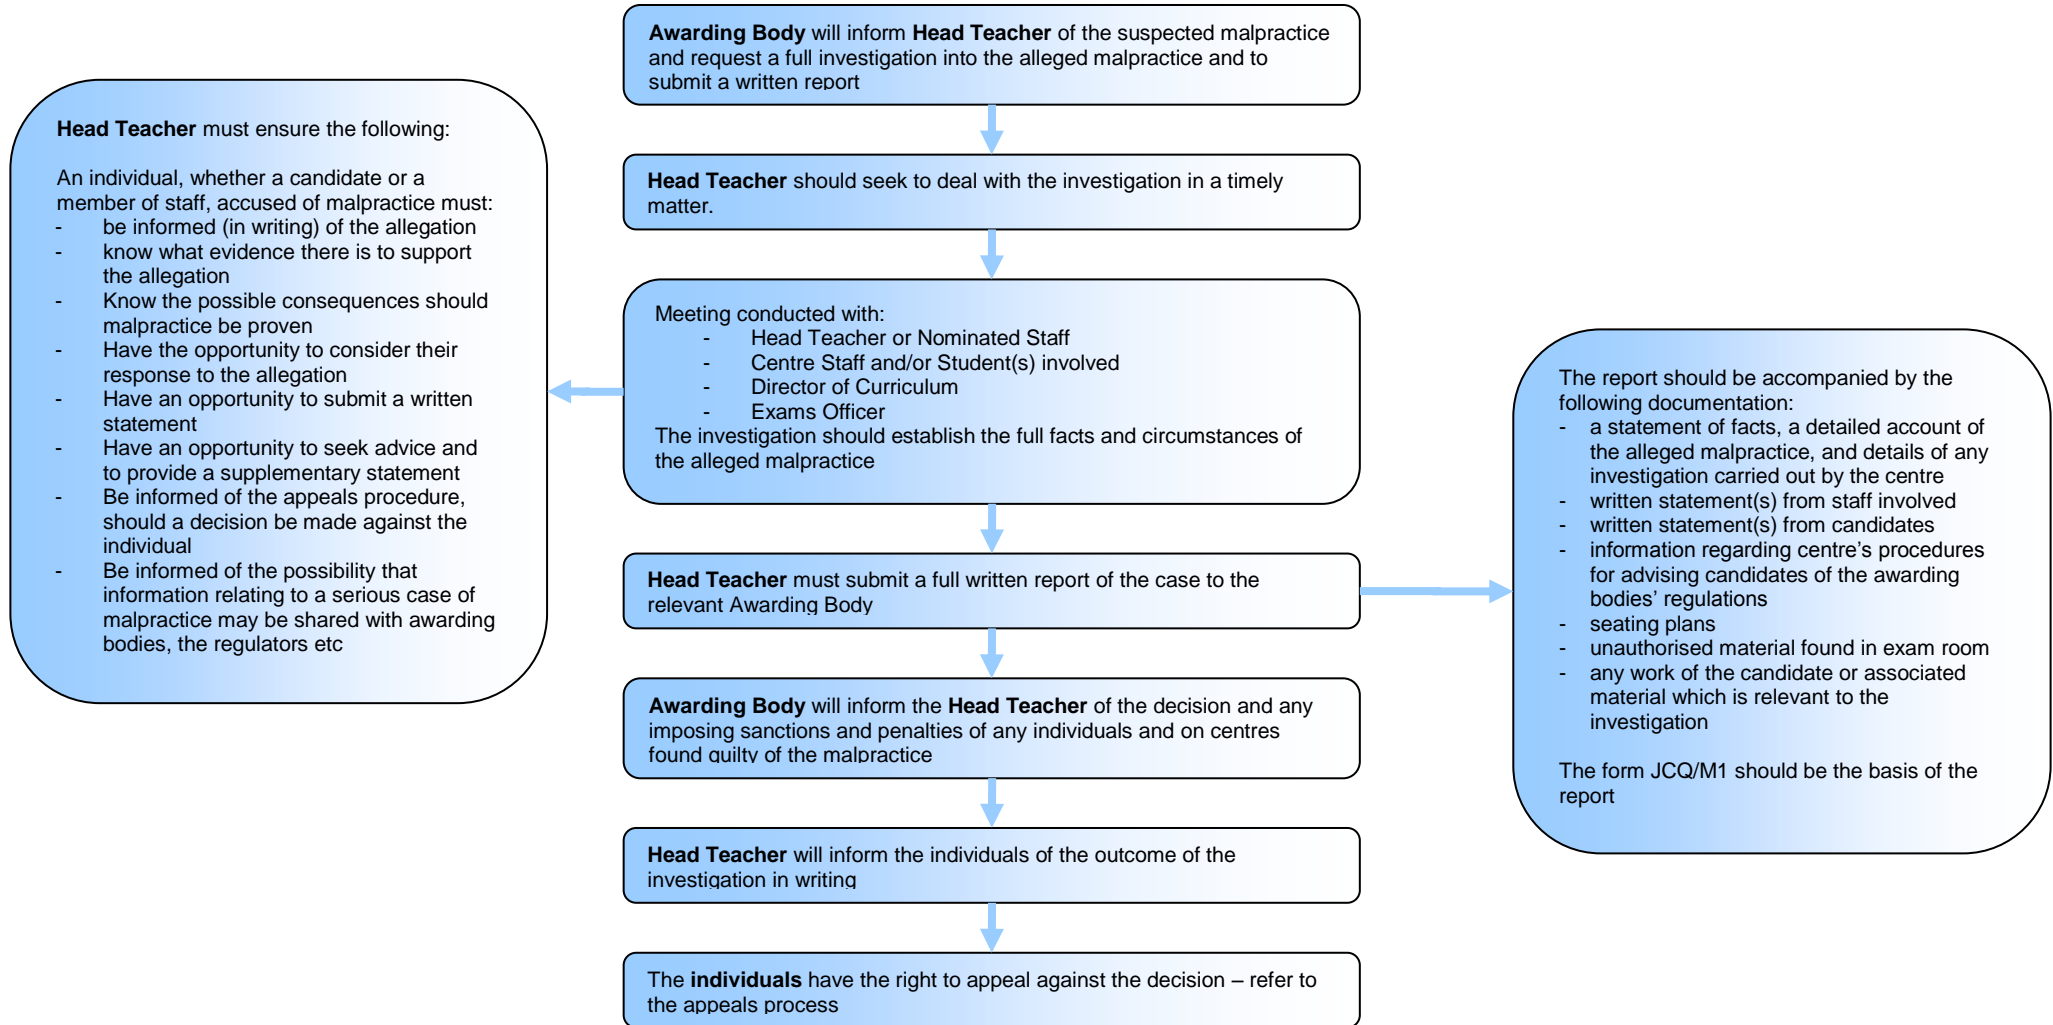 Awarding Body will inform Head Teacher of the suspected malpractice
and request a full investigation into the alleged malpractice and to
submit a written report
Head Teacher should seek to deal with the investigation in a timely
matter.
Meeting conducted with:
- Head Teacher or Nominated Staff
- Centre Staff and/or Student(s) involved
- Director of Curriculum
- Exams Officer
The investigation should establish the full facts and circumstances of
the alleged malpractice
Head Teacher must ensure the following:
An individual, whether a candidate or a
member of staff, accused of malpractice must:
- be informed (in writing) of the allegation
- know what evidence there is to support
the allegation
- Know the possible consequences should
malpractice be proven
- Have the opportunity to consider their
response to the allegation
- Have an opportunity to submit a written
statement
- Have an opportunity to seek advice and
to provide a supplementary statement
- Be informed of the appeals procedure,
should a decision be made against the
individual
- Be informed of the possibility that
information relating to a serious case of
malpractice may be shared with awarding
bodies, the regulators etc
Head Teacher must submit a full written report of the case to the
relevant Awarding Body
The report should be accompanied by the
following documentation:
- a statement of facts, a detailed account of
the alleged malpractice, and details of any
investigation carried out by the centre
- written statement(s) from staff involved
- written statement(s) from candidates
- information regarding centre’s procedures
for advising candidates of the awarding
bodies’ regulations
- seating plans
- unauthorised material found in exam room
- any work of the candidate or associated
material which is relevant to the
investigation
The form JCQ/M1 should be the basis of the
report
Awarding Body will inform the Head Teacher of the decision and any
imposing sanctions and penalties of any individuals and on centres
found guilty of the malpractice
Head Teacher will inform the individuals of the outcome of the
investigation in writing
The individuals have the right to appeal against the decision – refer to
the appeals process